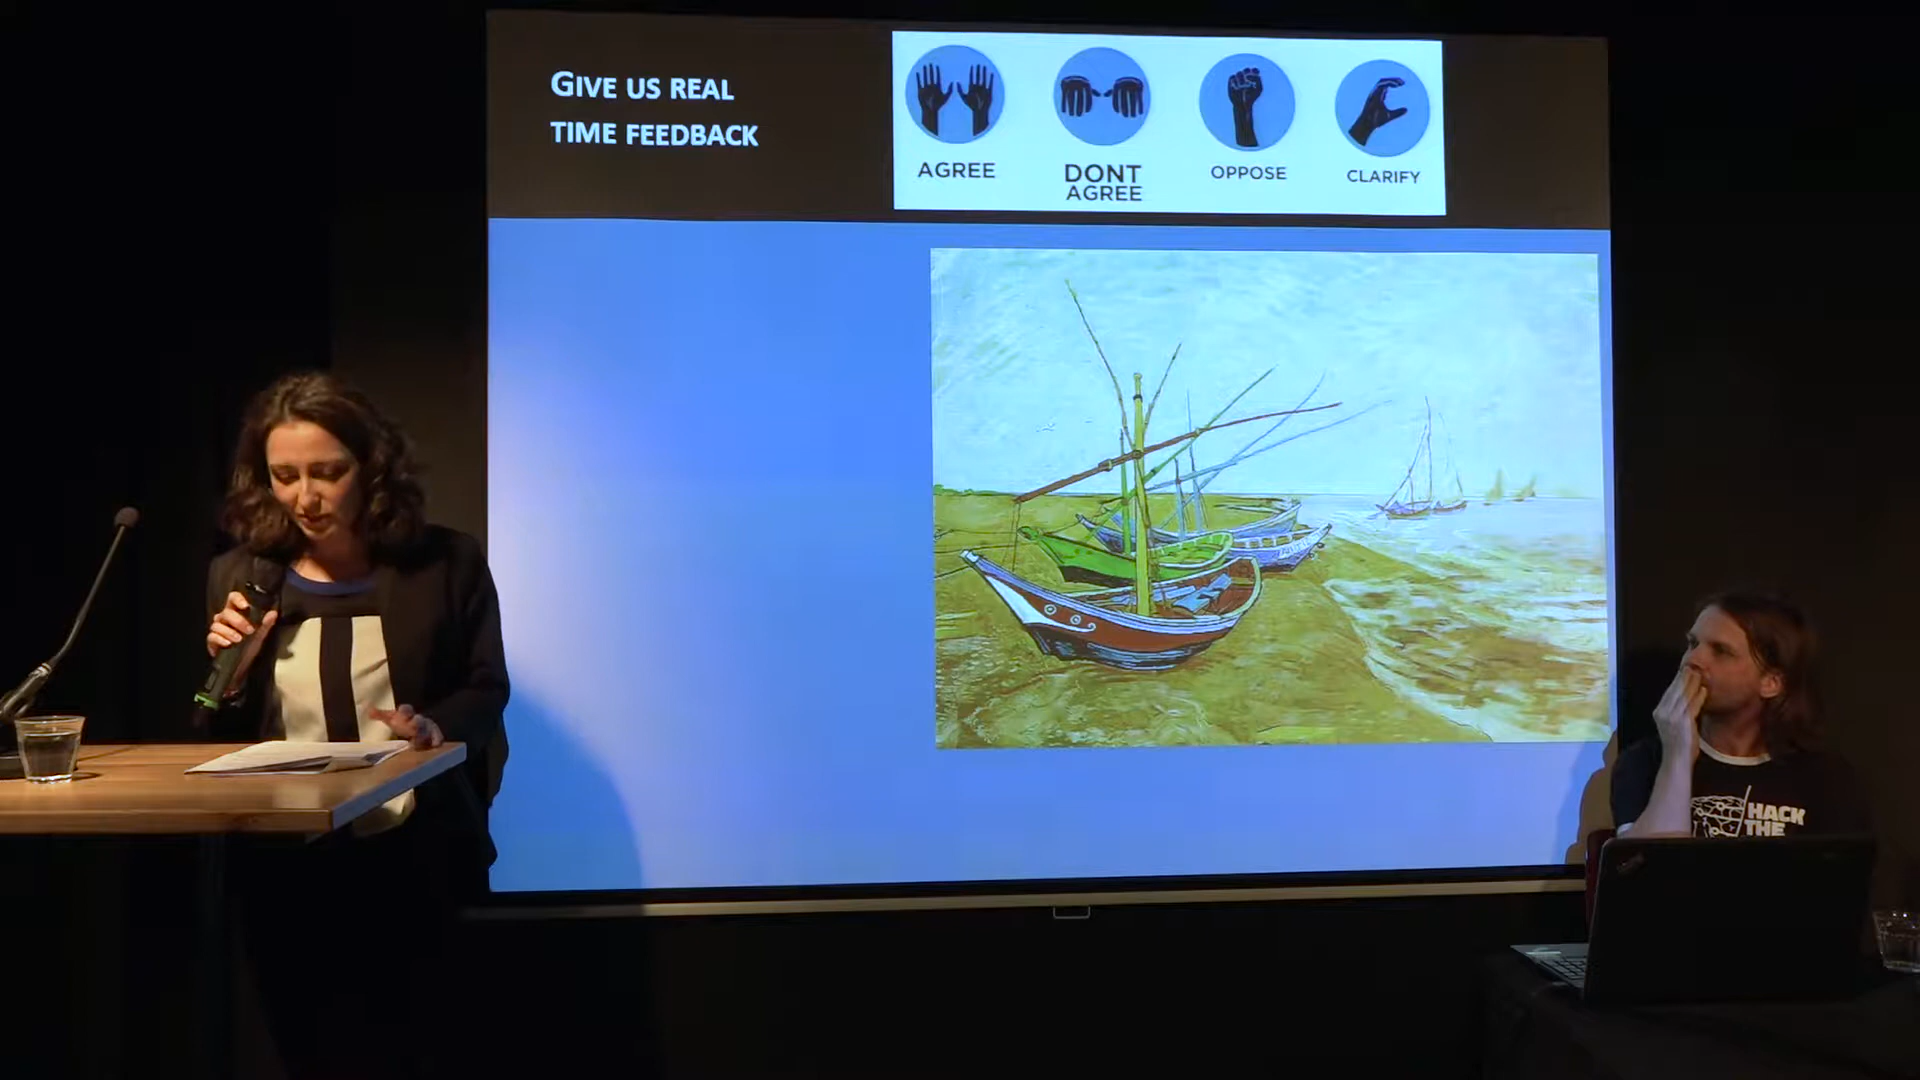 GIVE US REAL
TIME FEEDBACK
AGREE
DONT
AGREE
OPPOSE
CLARIFY
HACK
THE